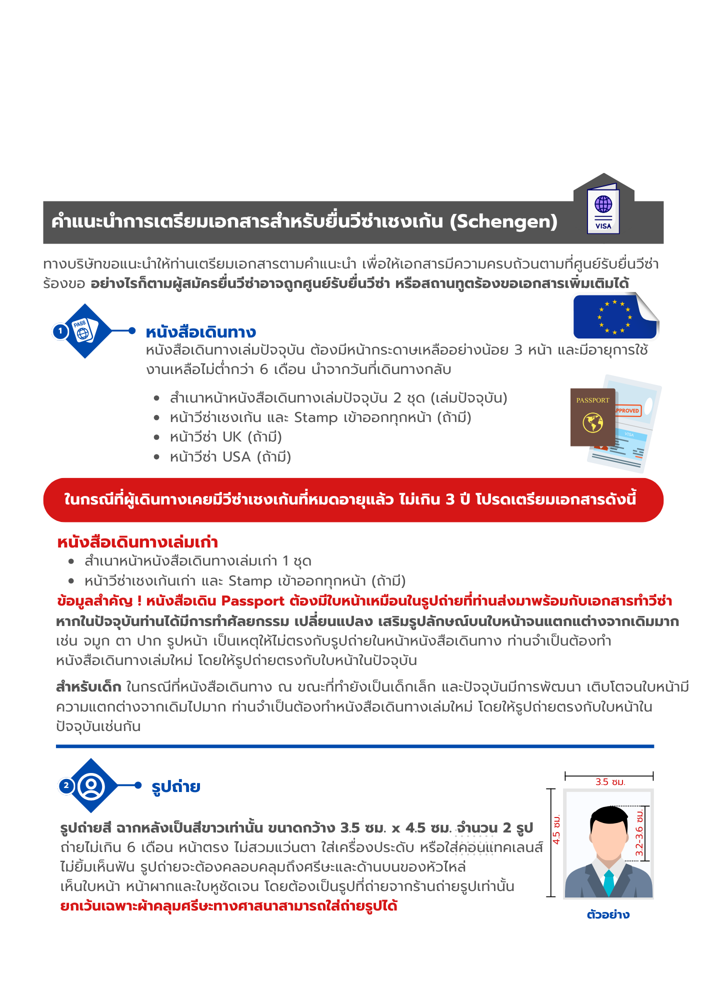 คำแนะนำการเตรียมเอกสารสำหรับยื่นวีซ่าเชงเก้น (Schengen)
VISA
ทางบริษัทขอแนะนำให้ท่านเตรียมเอกสารตามคำแนะนำ เพื่อให้เอกสารมีความครบถ้วนตามที่ศูนย์รับยื่นวีซ่า
ร้องขอ อย่างไรก็ตามผู้สมัครยื่นวีซ่าอาจถูกศูนย์รับยื่นวีซ่า หรือสถานทูตร้องขอเอกสารเพิ่มเติมได้
1
PASS
หนังสือเดินทาง
หนังสือเดินทางเล่มปัจจุบัน ต้องมีหน้ากระดาษเหลืออย่างน้อย 3 หน้า และมีอายุการใช้
งานเหลือไม่ต่ำกว่า 6 เดือน นำจากวันที่เดินทางกลับ
• สำเนาหน้าหนังสือเดินทางเล่มปัจจุบัน 2 ชุด (เล่มปัจจุบัน)
• หน้าวีซ่าเชงเก้น และ Stamp เข้าออกทุกหน้า (ถ้ามี)
• หน้าวีซ่า UK (ถ้ามี)
• หน้าวีซ่า USA (ถ้ามี)
PASSPORT
PPROVED
VISA
ในกรณีที่ผู้เดินทางเคยมีวีซ่าเชงเก้นที่หมดอายุแล้ว ไม่เกิน 3 ปี โปรดเตรียมเอกสารดังนี้
หนังสือเดินทางเล่มเก่า
• สำเนาหน้าหนังสือเดินทางเล่มเก่า 1 ชุด
• หน้าวีซ่าเชงเก้นเก่า และ Stamp เข้าออกทุกหน้า (ถ้ามี)
ข้อมูลสำคัญ ! หนังสือเดิน Passport ต้องมีใบหน้าเหมือนในรูปถ่ายที่ท่านส่งมาพร้อมกับเอกสารทำวีซ่า
หากในปัจจุบันท่านได้มีการทำศัลยกรรม เปลี่ยนแปลง เสริมรูปลักษณ์บนใบหน้าจนแตกแต่างจากเดิมมาก
เช่น จมูก ตา ปาก รูปหน้า เป็นเหตุให้ไม่ตรงกับรูปถ่ายในหน้าหนังสือเดินทาง ท่านจำเป็นต้องทำ
หนังสือเดินทางเล่มใหม่ โดยให้รูปถ่ายตรงกับใบหน้าในปัจจุบัน
สำหรับเด็ก ในกรณีที่หนังสือเดินทาง ณ ขณะที่ทำยังเป็นเด็กเล็ก และปัจจุบันมีการพัฒนา เติบโตจนใบหน้ามี
ความแตกต่างจากเดิมไปมาก ท่านจำเป็นต้องทำหนังสือเดินทางเล่มใหม่ โดยให้รูปถ่ายตรงกับใบหน้าใน
ปัจจุบันเช่นกัน
2
รูปถ่าย
รูปถ่ายสี ฉากหลังเป็นสีขาวเท่านั้น ขนาดกว้าง 3.5 ซม. x 4.5 ซม. จำนวน 2 รูป
ถ่ายไม่เกิน 6 เดือน หน้าตรง ไม่สวมแว่นตา ใส่เครื่องประดับ หรือใส่คอนแทคเลนส์
ไม่ยิ้มเห็นฟัน รูปถ่ายจะต้องคลอบคลุมถึงศรีษะและด้านบนของหัวไหล่
เห็นใบหน้า หน้าผากและใบหูชัดเจน โดยต้องเป็นรูปที่ถ่ายจากร้านถ่ายรูปเท่านั้น
ยกเว้นเฉพาะผ้าคลุมศรีษะทางศาสนาสามารถใส่ถ่ายรูปได้
3.5 ซม.
4.5 ซม.
3.2-3.6 ซม.
ตัวอย่าง